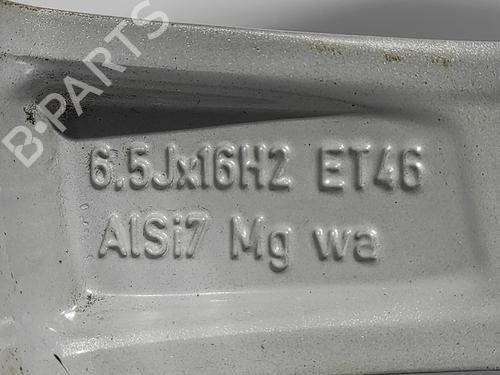 B-PARTS
6.5Jx16H2 ET46
AlSi7 Mg wa